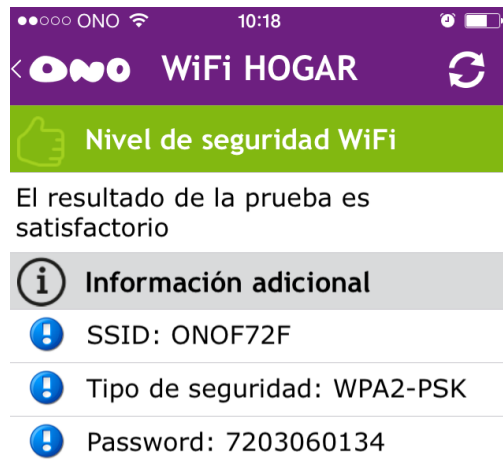 ONO 10:18
ONO WiFi HOGAR
Nivel de seguridad WiFi
El resultado de la prueba es
satisfactorio
i Información adicional
SSID: ONOF72F
Tipo de seguridad: WPA2-PSK
Password: 7203060134